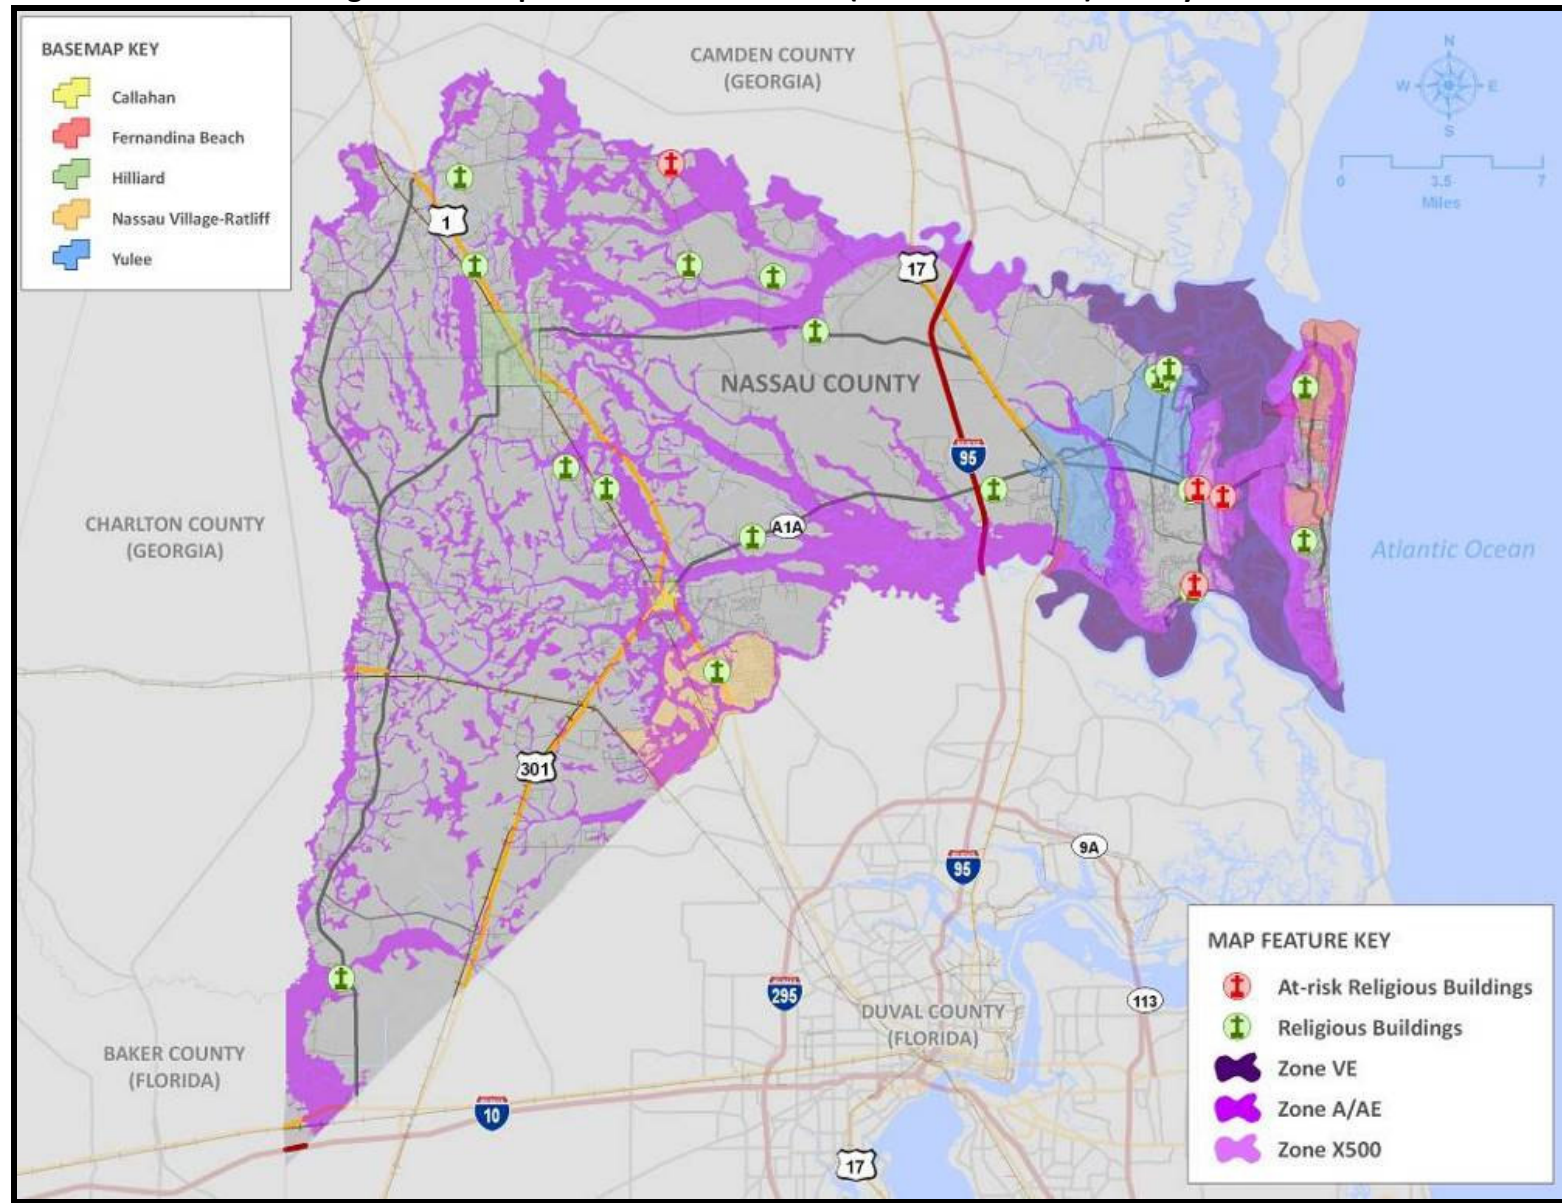 BASEMAP KEY
Callahan
Fernandina Beach
Hilliard
Nassau Village-Ratliff
Yulee
CAMDEN COUNTY
(GEORGIA)
N
W E
S
0 3.5 7
Miles
1
17
NASSAU COUNTY
95
A1A
CHARLTON COUNTY
(GEORGIA)
Atlantic Ocean
301
9A
95
295
113
DUVAL COUNTY
(FLORIDA)
BAKER COUNTY
(FLORIDA)
10
17
MAP FEATURE KEY
At-risk Religious Buildings
Religious Buildings
Zone VE
Zone A/AE
Zone X500